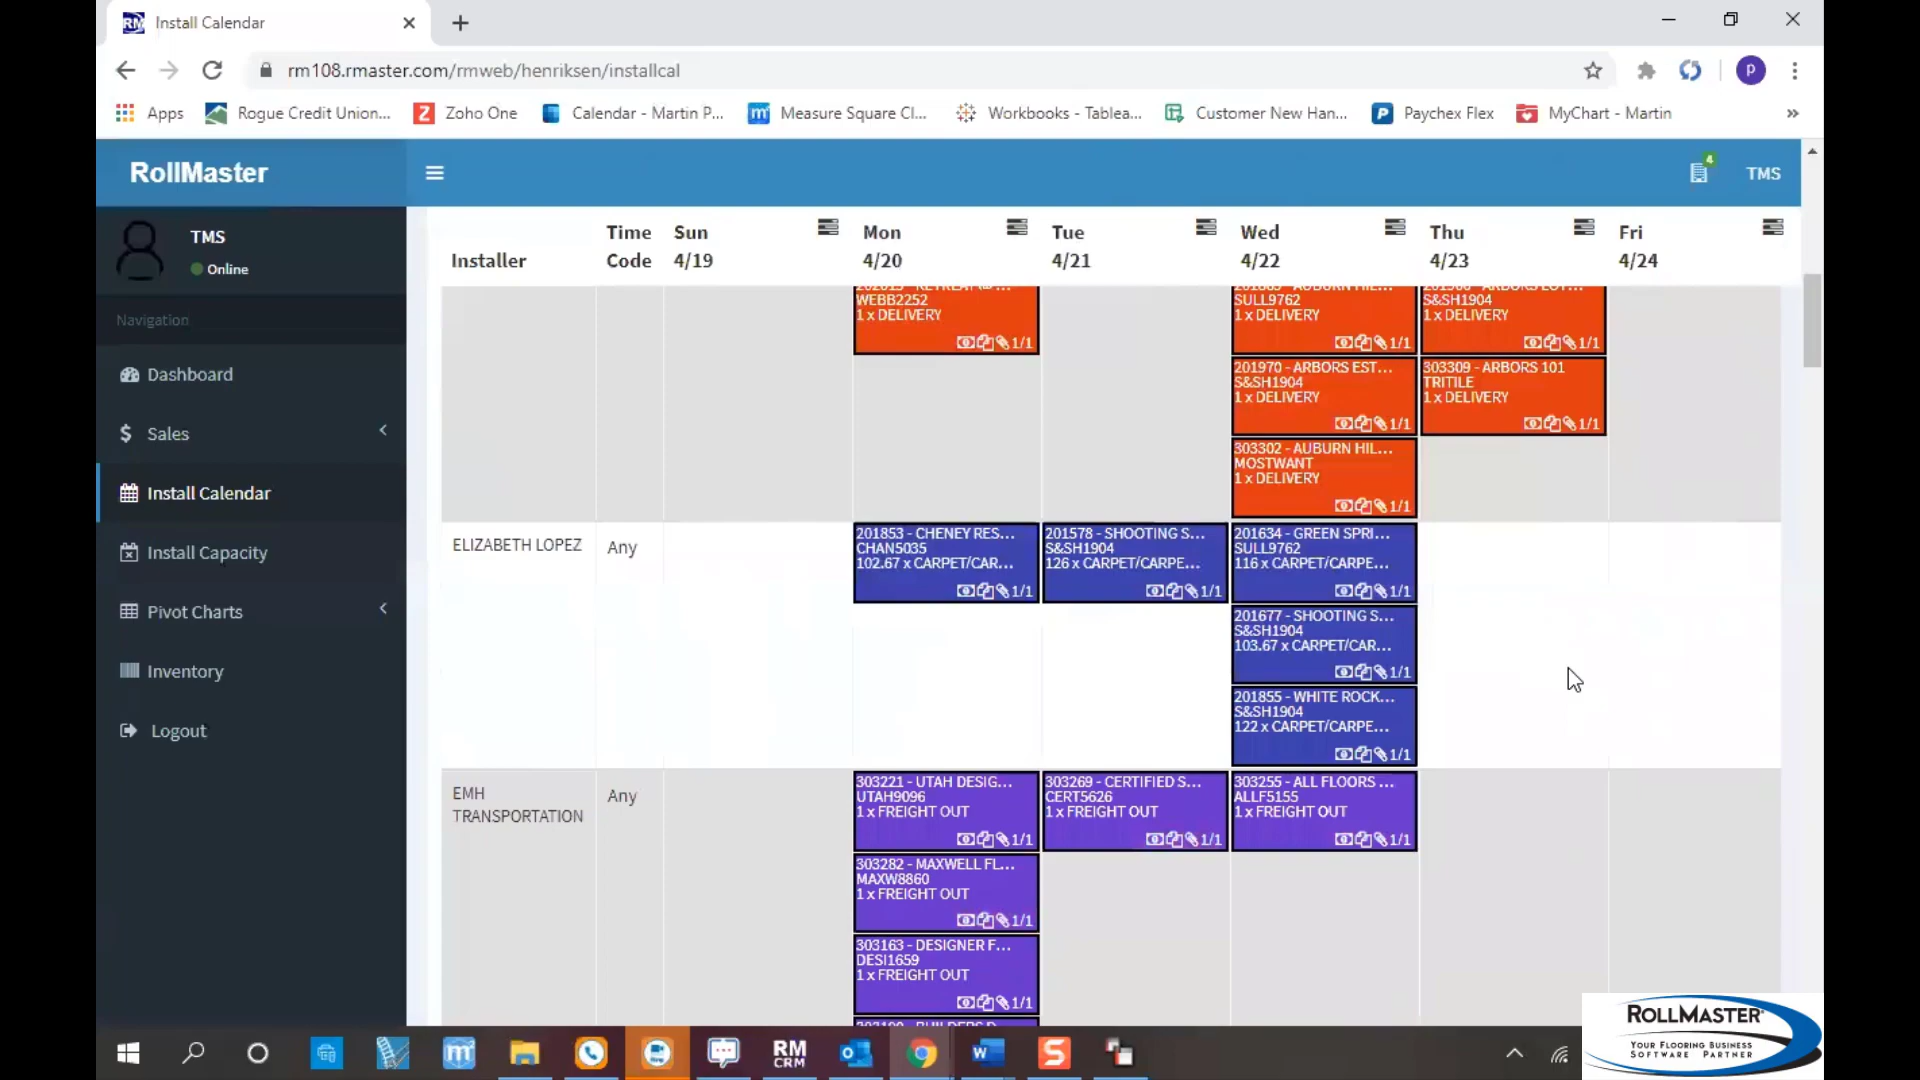 Install Calendar
rm108.rmaster.com/rmweb/henriksen/installcal
P
Apps
Rogue Credit Union...
Zoho One
Calendar - Martin P...
Measure Square Cl...
Workbooks - Tablea...
Customer New Han...
Paychex Flex
MyChart - Martin
»
RollMaster
4
TMS
TMS
Online
Navigation
Dashboard
Sales
Install Calendar
Install Capacity
Pivot Charts
Inventory
Logout
Installer
Time Code
Sun 4/19
Mon 4/20
Tue 4/21
Wed 4/22
Thu 4/23
Fri 4/24
WEBB2252
1 x DELIVERY
1/1
SULL9762
1 x DELIVERY
1/1
S&SH1904
1 x DELIVERY
1/1
201970 - ARBORS EST...
S&SH1904
1 x DELIVERY
1/1
303309 - ARBORS 101
TRITILE
1 x DELIVERY
1/1
303302 - AUBURN HIL...
MOSTWANT
1 x DELIVERY
1/1
ELIZABETH LOPEZ
Any
201853 - CHENEY RES...
CHAN5035
102.67 x CARPET/CAR...
1/1
201578 - SHOOTING S...
S&SH1904
126 x CARPET/CARPE...
1/1
201634 - GREEN SPRI...
SULL9762
116 x CARPET/CARPE...
1/1
201677 - SHOOTING S...
S&SH1904
103.67 x CARPET/CAR...
1/1
201855 - WHITE ROCK...
S&SH1904
122 x CARPET/CARPE...
1/1
EMH
TRANSPORTATION
Any
303221 - UTAH DESIG...
UTAH9096
1 x FREIGHT OUT
1/1
303269 - CERTIFIED S...
CERT5626
1 x FREIGHT OUT
1/1
303255 - ALL FLOORS ...
ALLF5155
1 x FREIGHT OUT
1/1
303282 - MAXWELL FL...
MAXW8860
1 x FREIGHT OUT
1/1
303163 - DESIGNER F...
DESI1659
1 x FREIGHT OUT
1/1
RM
CRM
ROLLMASTER
YOUR FLOORING BUSINESS
SOFTWARE PARTNER